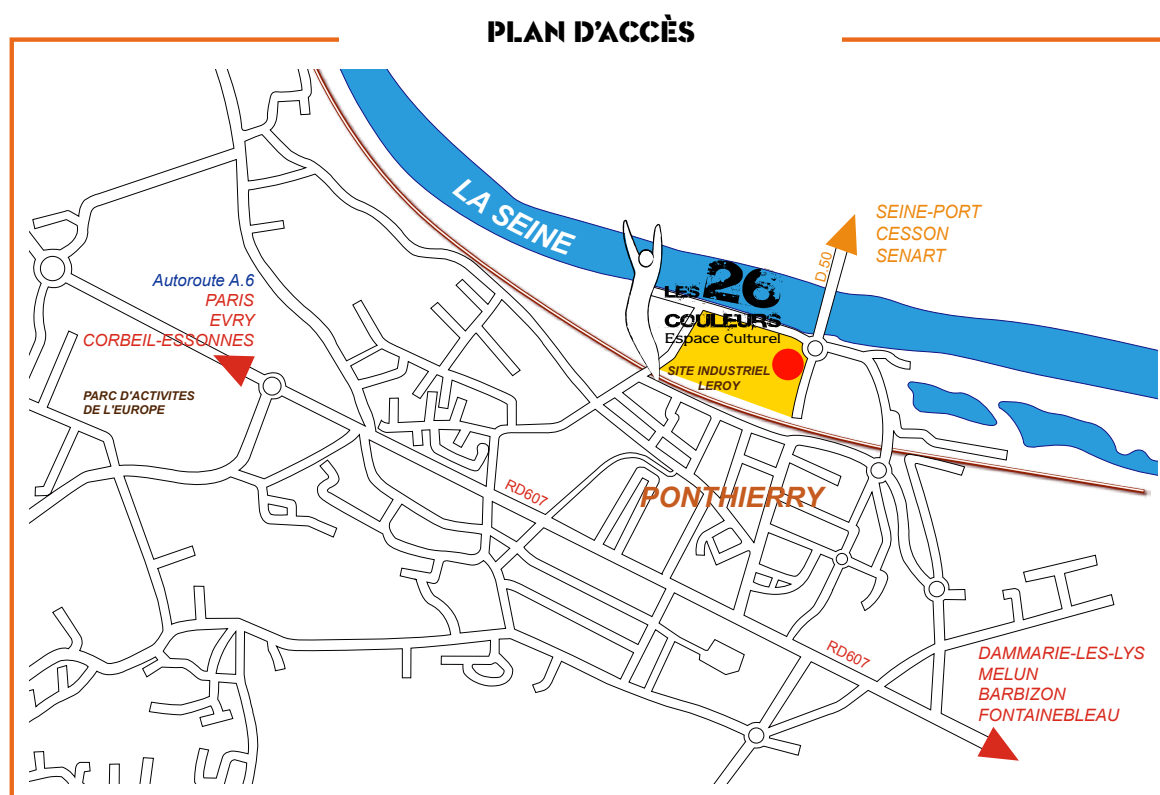 PLAN D'ACCÈS
LA SEINE
SEINE-PORT
CESSON
SENART
D.50
Autoroute A.6
PARIS
EVRY
CORBEIL-ESSONNES
LES 26
COULEURS
Espace Culturel
SITE INDUSTRIEL
LEROY
PARC D'ACTIVITES
DE L'EUROPE
RD607
PONTHIERRY
RD607
DAMMARIE-LES-LYS
MELUN
BARBIZON
FONTAINEBLEAU